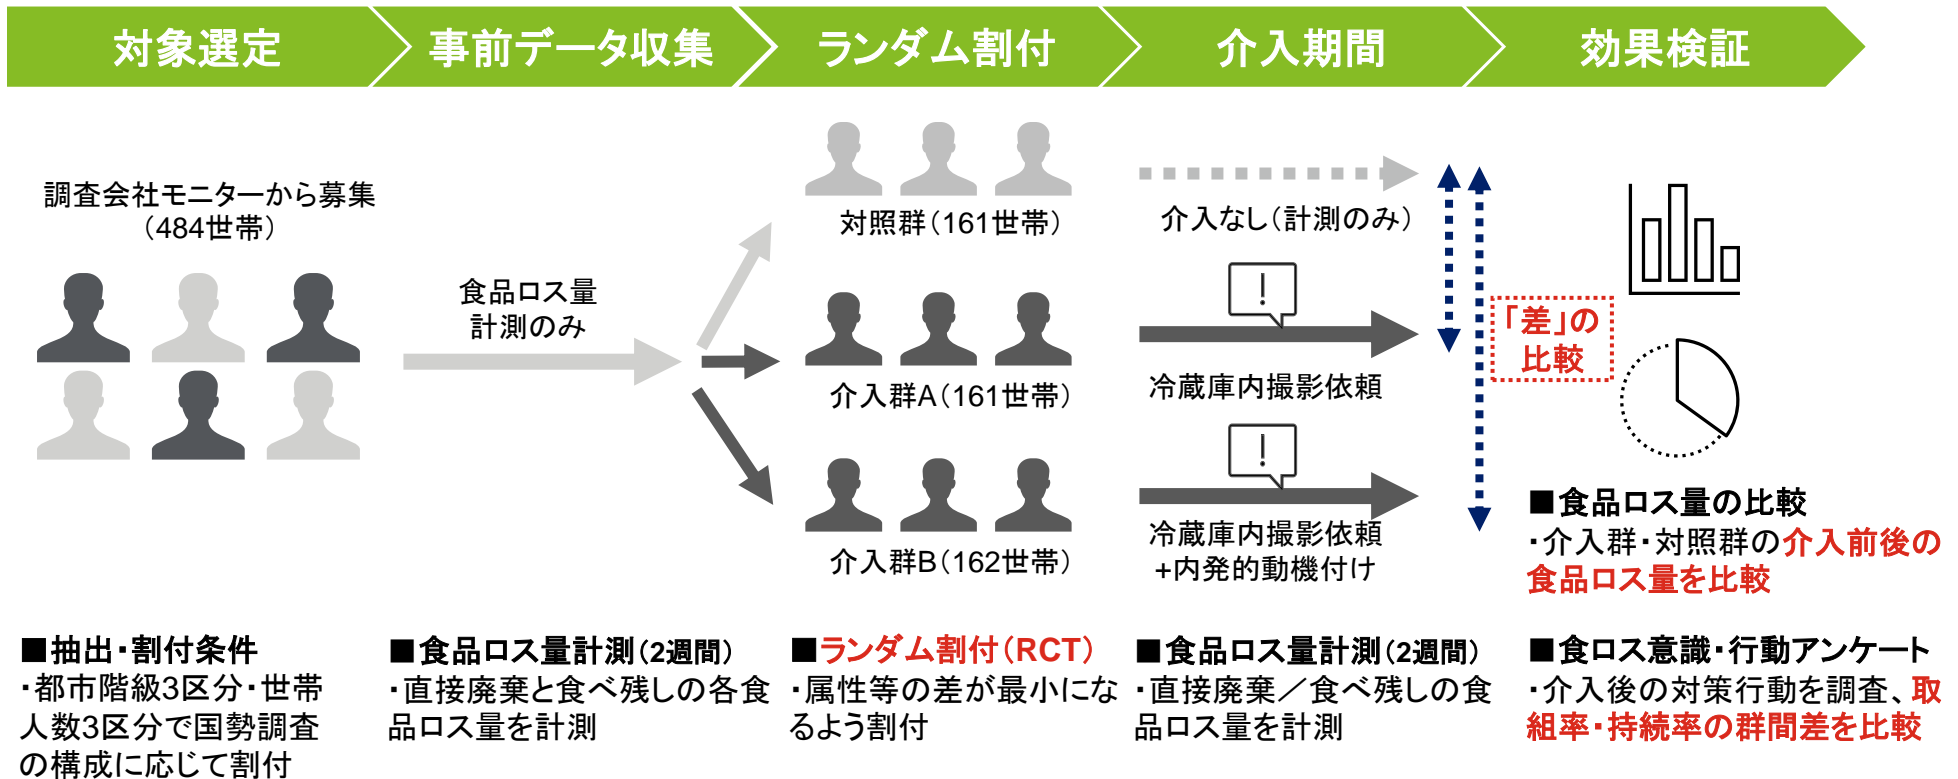 対象選定
事前データ収集
ランダム割付
介入期間
効果検証
調査会社モニターから募集
（484世帯）
食品ロス量
計測のみ
対照群（161世帯）
介入群A（161世帯）
介入群B（162世帯）
介入なし（計測のみ）
!
冷蔵庫内撮影依頼
!
冷蔵庫内撮影依頼
+内発的動機付け
「差」の
比較
■食品ロス量の比較
・介入群・対照群の介入前後の
食品ロス量を比較
■抽出・割付条件
・都市階級3区分・世帯
人数3区分で国勢調査
の構成に応じて割付
■食品ロス量計測（2週間）
・直接廃棄と食べ残しの各食
品ロス量を計測
■ランダム割付（RCT）
・属性等の差が最小にな
るよう割付
■食品ロス量計測（2週間）
・直接廃棄／食べ残しの食
品ロス量を計測
■食ロス意識・行動アンケート
・介入後の対策行動を調査、取
組率・持続率の群間差を比較